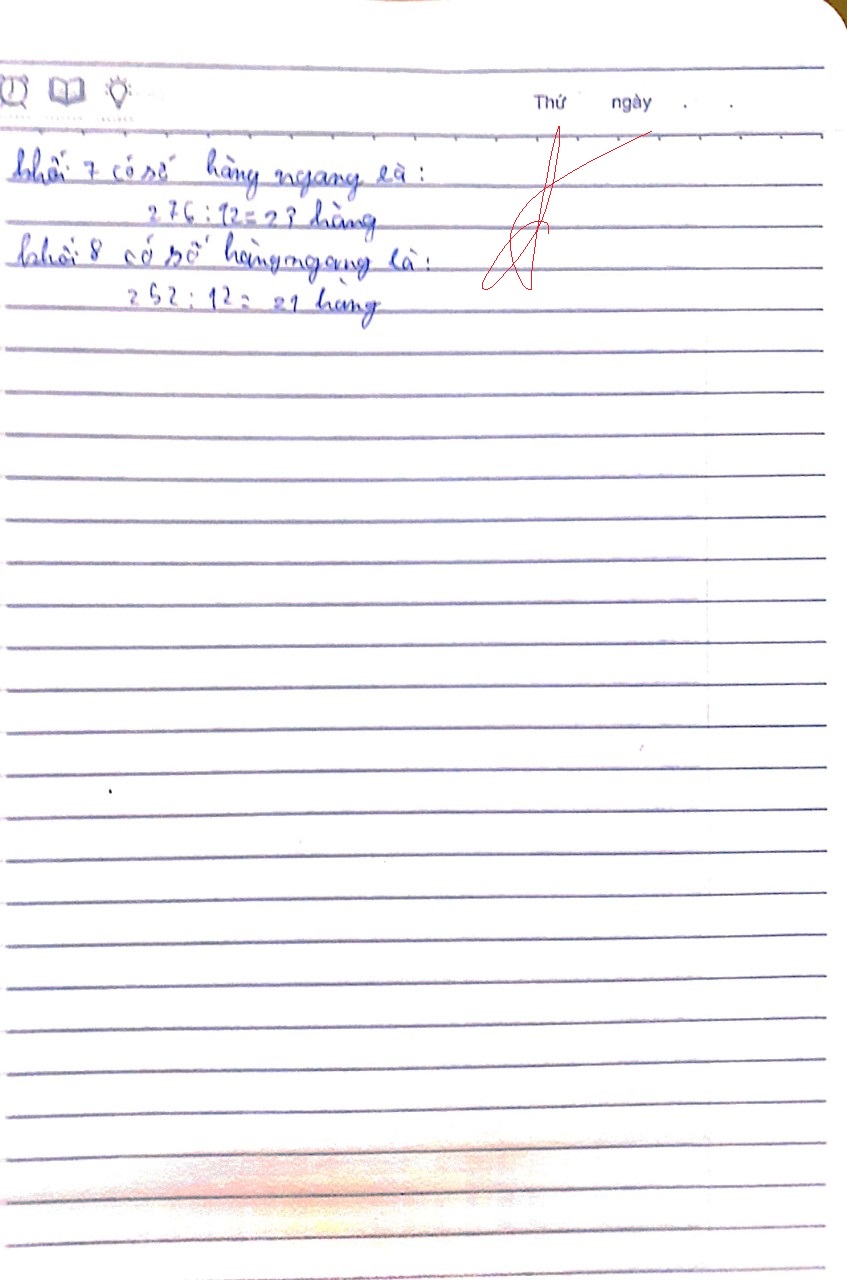 Thứ ngày . .
khối 7 có số hàng ngang là :
276 : 12 = 23 hàng
khối 8 có số hàng ngang là :
252 : 12 = 21 hàng